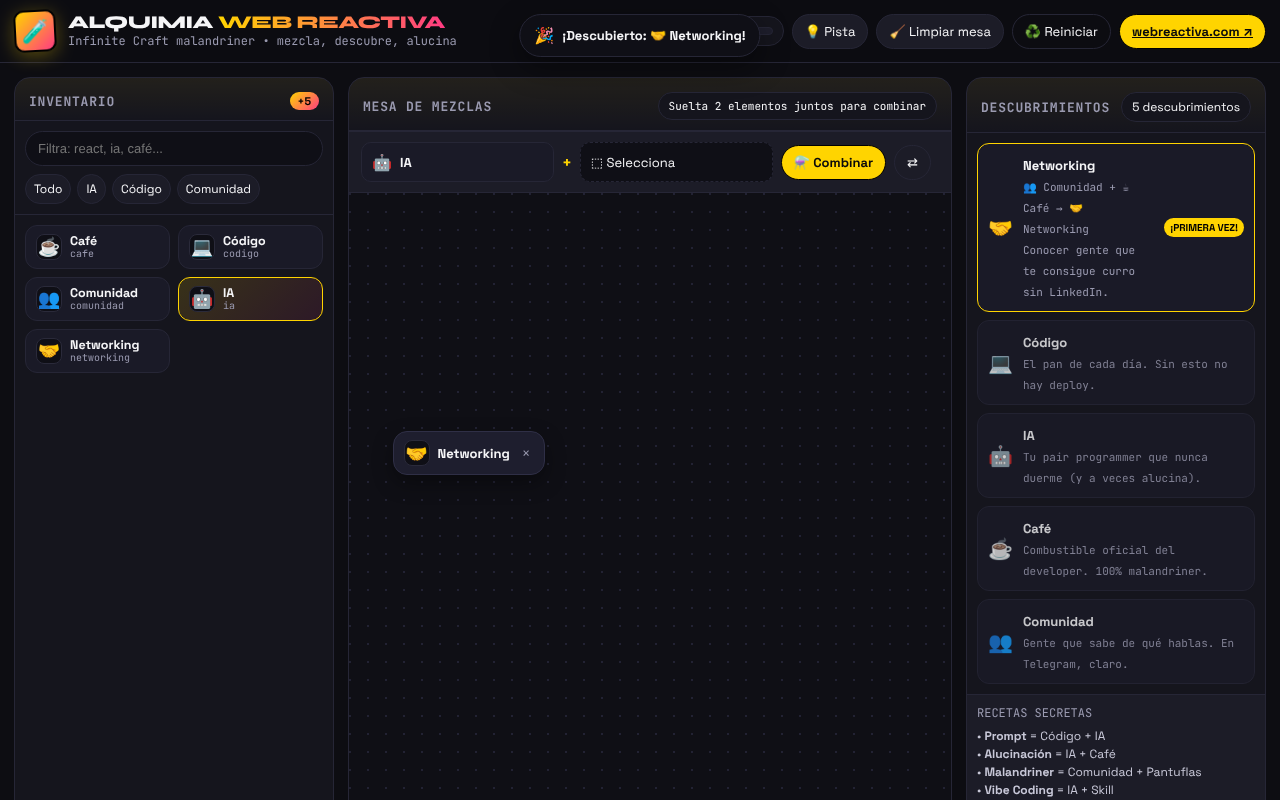 ALQUIMIA WEB REACTIVA
Infinite Craft malandriner • mezcla, descubre, alucina
🎉 ¡Descubierto: 🤝 Networking!
💡 Pista
🧹 Limpiar mesa
♻️ Reiniciar
webreactiva.com ↗
INVENTARIO
+5
Filtra: react, ia, café...
Todo
IA
Código
Comunidad
Café
cafe
Código
codigo
Comunidad
comunidad
IA
ia
Networking
networking
MESA DE MEZCLAS
Suelta 2 elementos juntos para combinar
🤖 IA
+
⬚ Selecciona
⚗️ Combinar
⇄
🤝 Networking ×
DESCUBRIMIENTOS
5 descubrimientos
Networking
👥 Comunidad + ☕
Café → 🤝
Networking
Conocer gente que
te consigue curro
sin LinkedIn.
¡PRIMERA VEZ!
Código
El pan de cada día. Sin esto no
hay deploy.
IA
Tu pair programmer que nunca
duerme (y a veces alucina).
Café
Combustible oficial del
developer. 100% malandriner.
Comunidad
Gente que sabe de qué hablas. En
Telegram, claro.
RECETAS SECRETAS
• Prompt = Código + IA
• Alucinación = IA + Café
• Malandriner = Comunidad + Pantuflas
• Vibe Coding = IA + Skill